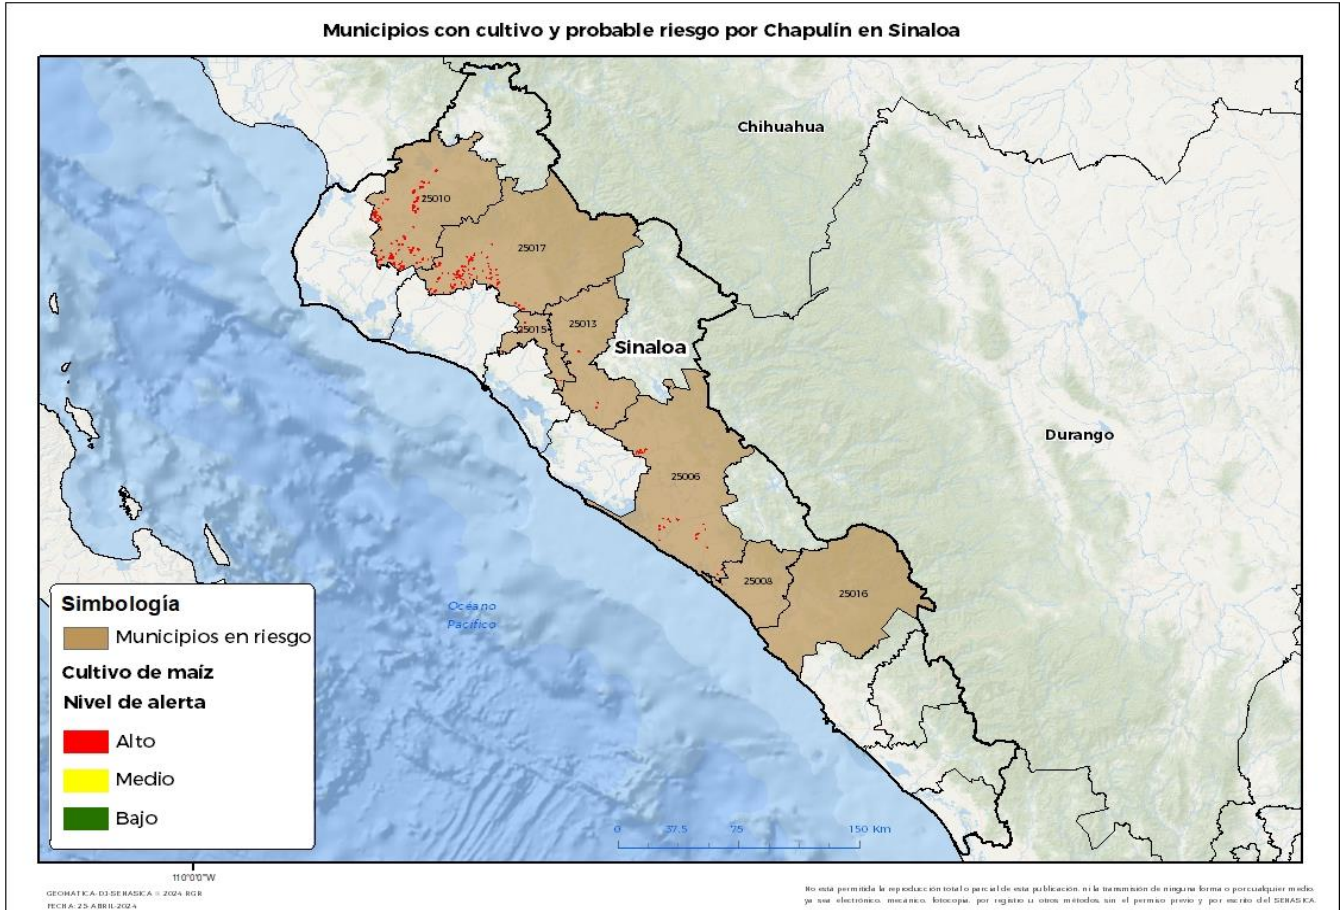 Municipios con cultivo y probable riesgo por Chapulín en Sinaloa
Chihuahua
25010
25017
25015
25013
Sinaloa
Durango
25006
25008
25016
Océano
Pacífico
Simbología
Municipios en riesgo
Cultivo de maíz
Nivel de alerta
Alto
Medio
Bajo
0 37.5 75 150 Km
110°0'0"W
GEOMATICA-DJ-SENASICA © 2024 RGR
FECHA: 25-ABRIL-2024
No está permitida la reproducción total o parcial de esta publicación, ni la transmisión de ninguna forma o por cualquier medio,
ya sea electrónico, mecánico, fotocopia, por registro u otros métodos, sin el permiso previo y por escrito del SENASICA.